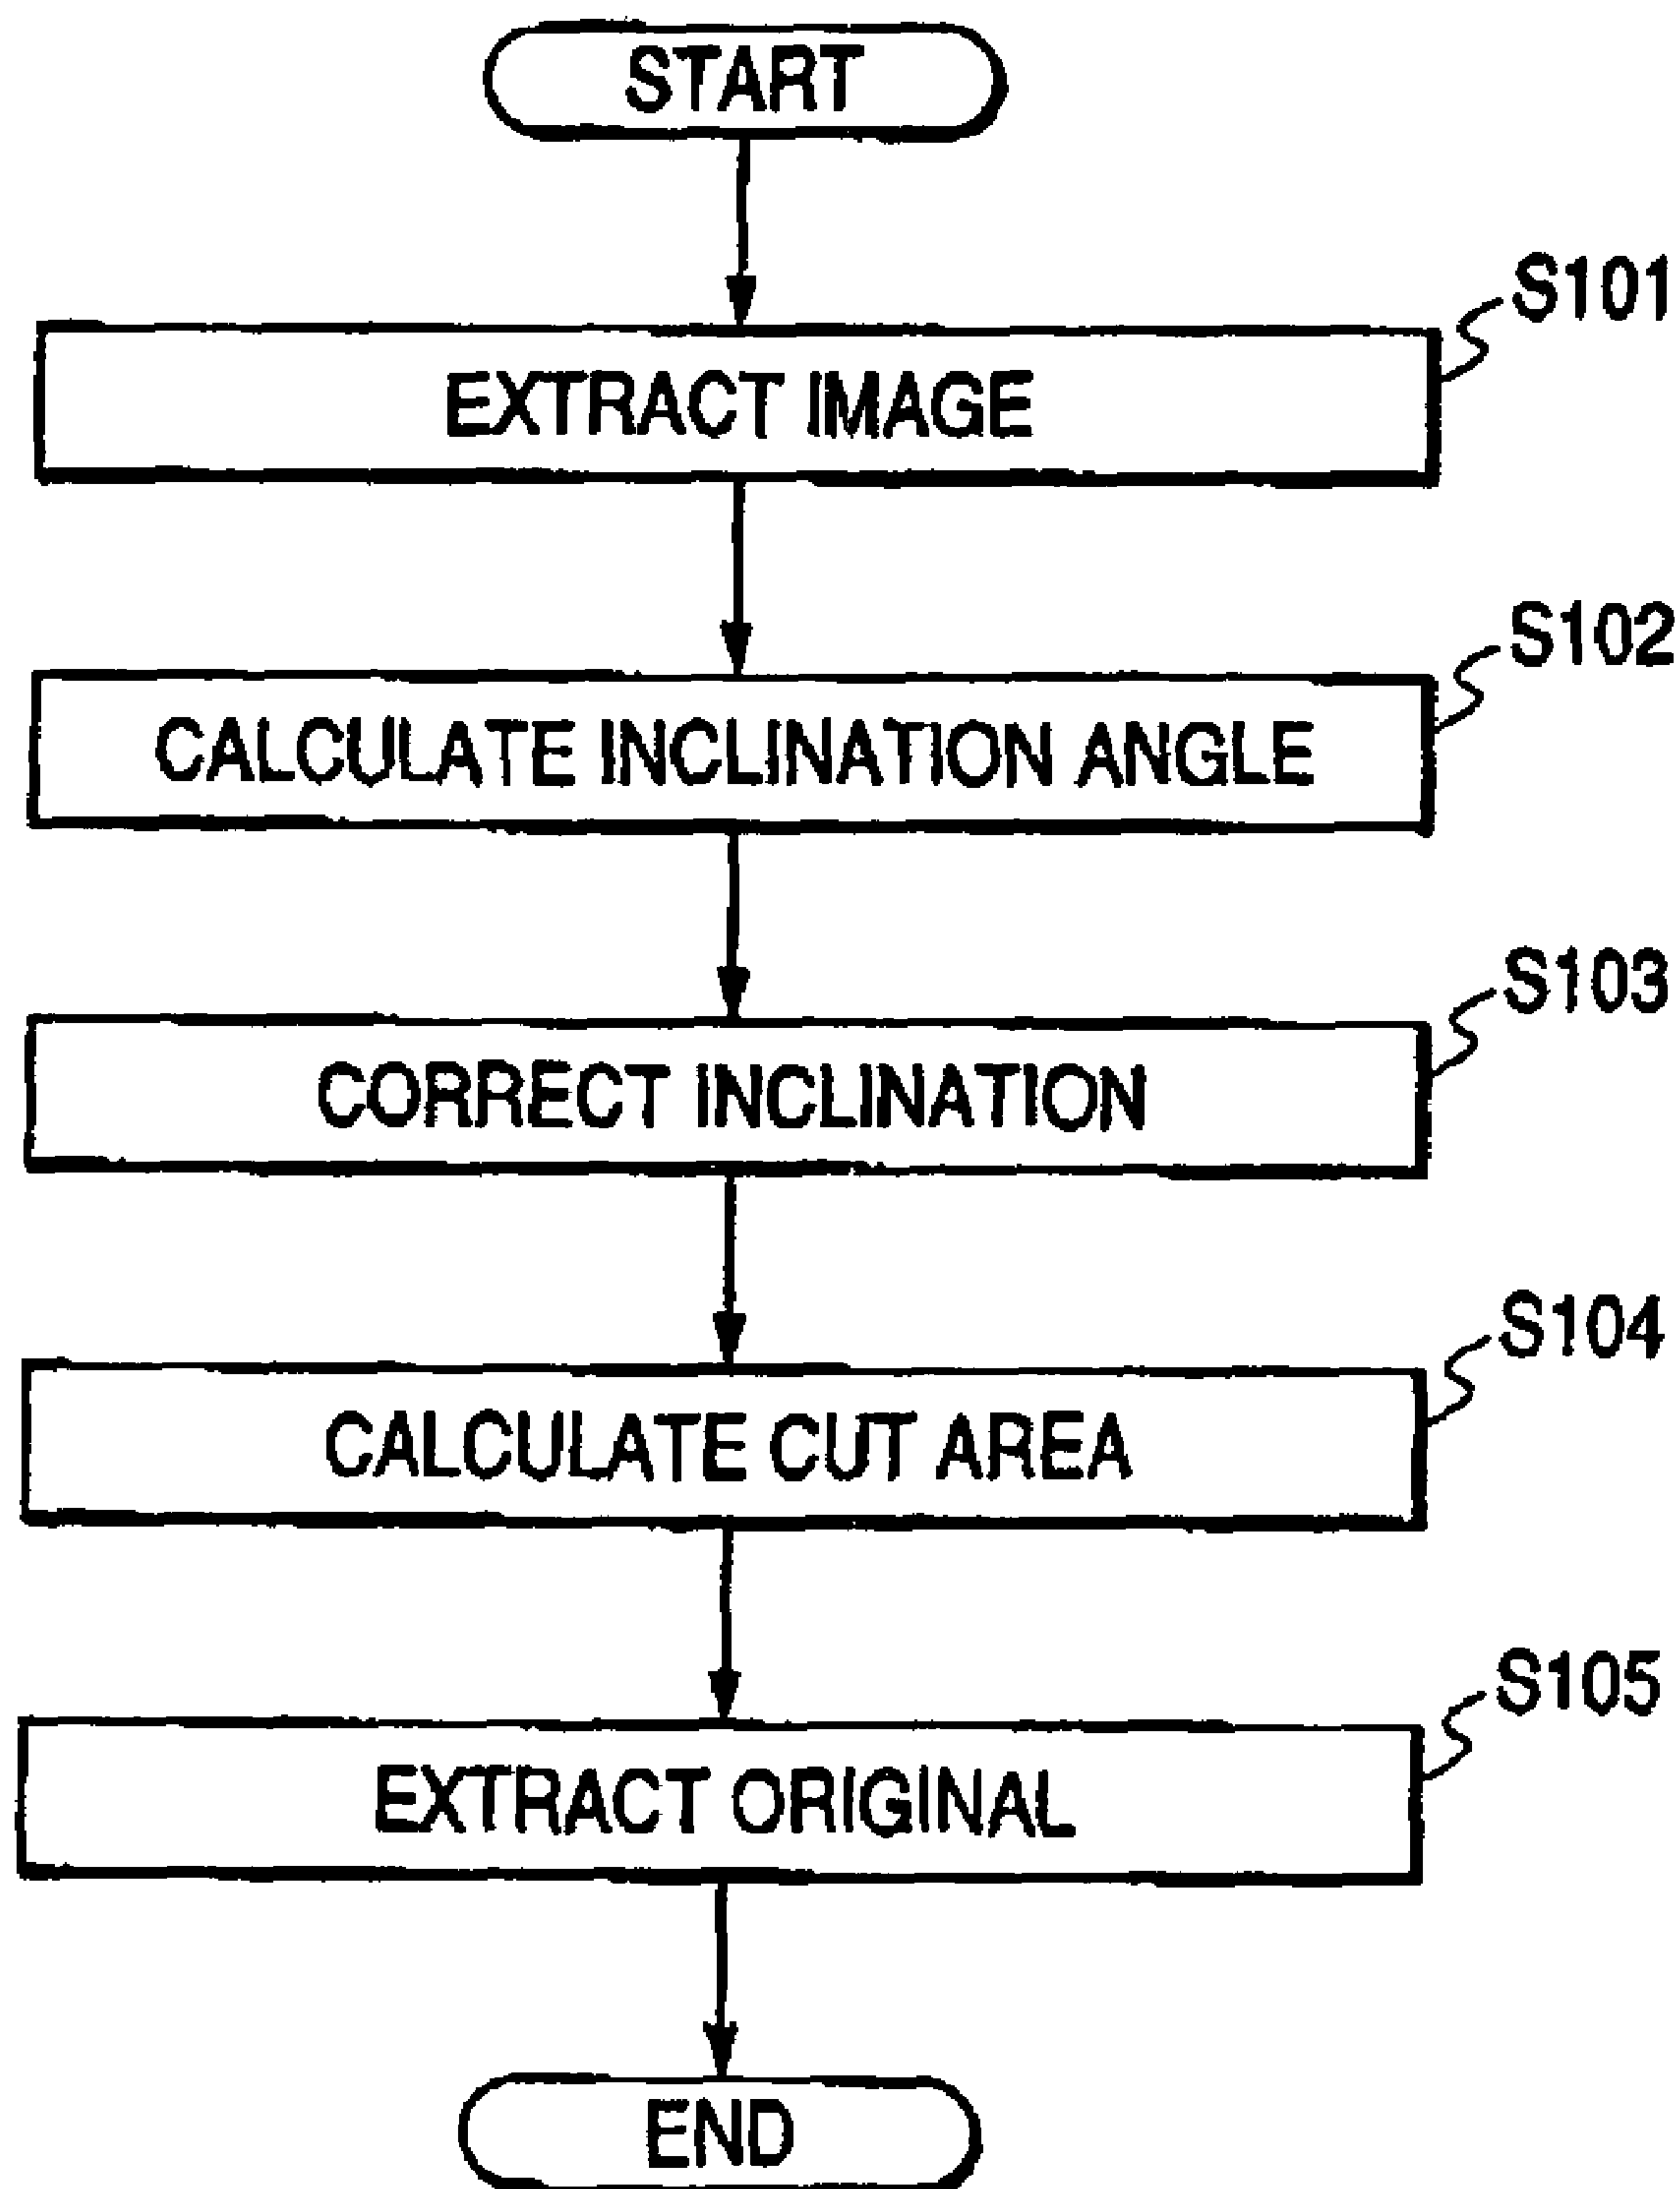 START
S101
EXTRACT IMAGE
S102
CALCULATE INCLINATION ANGLE
S103
CORRECT INCLINATION
S104
CALCULATE CUT AREA
S105
EXTRACT ORIGINAL
END